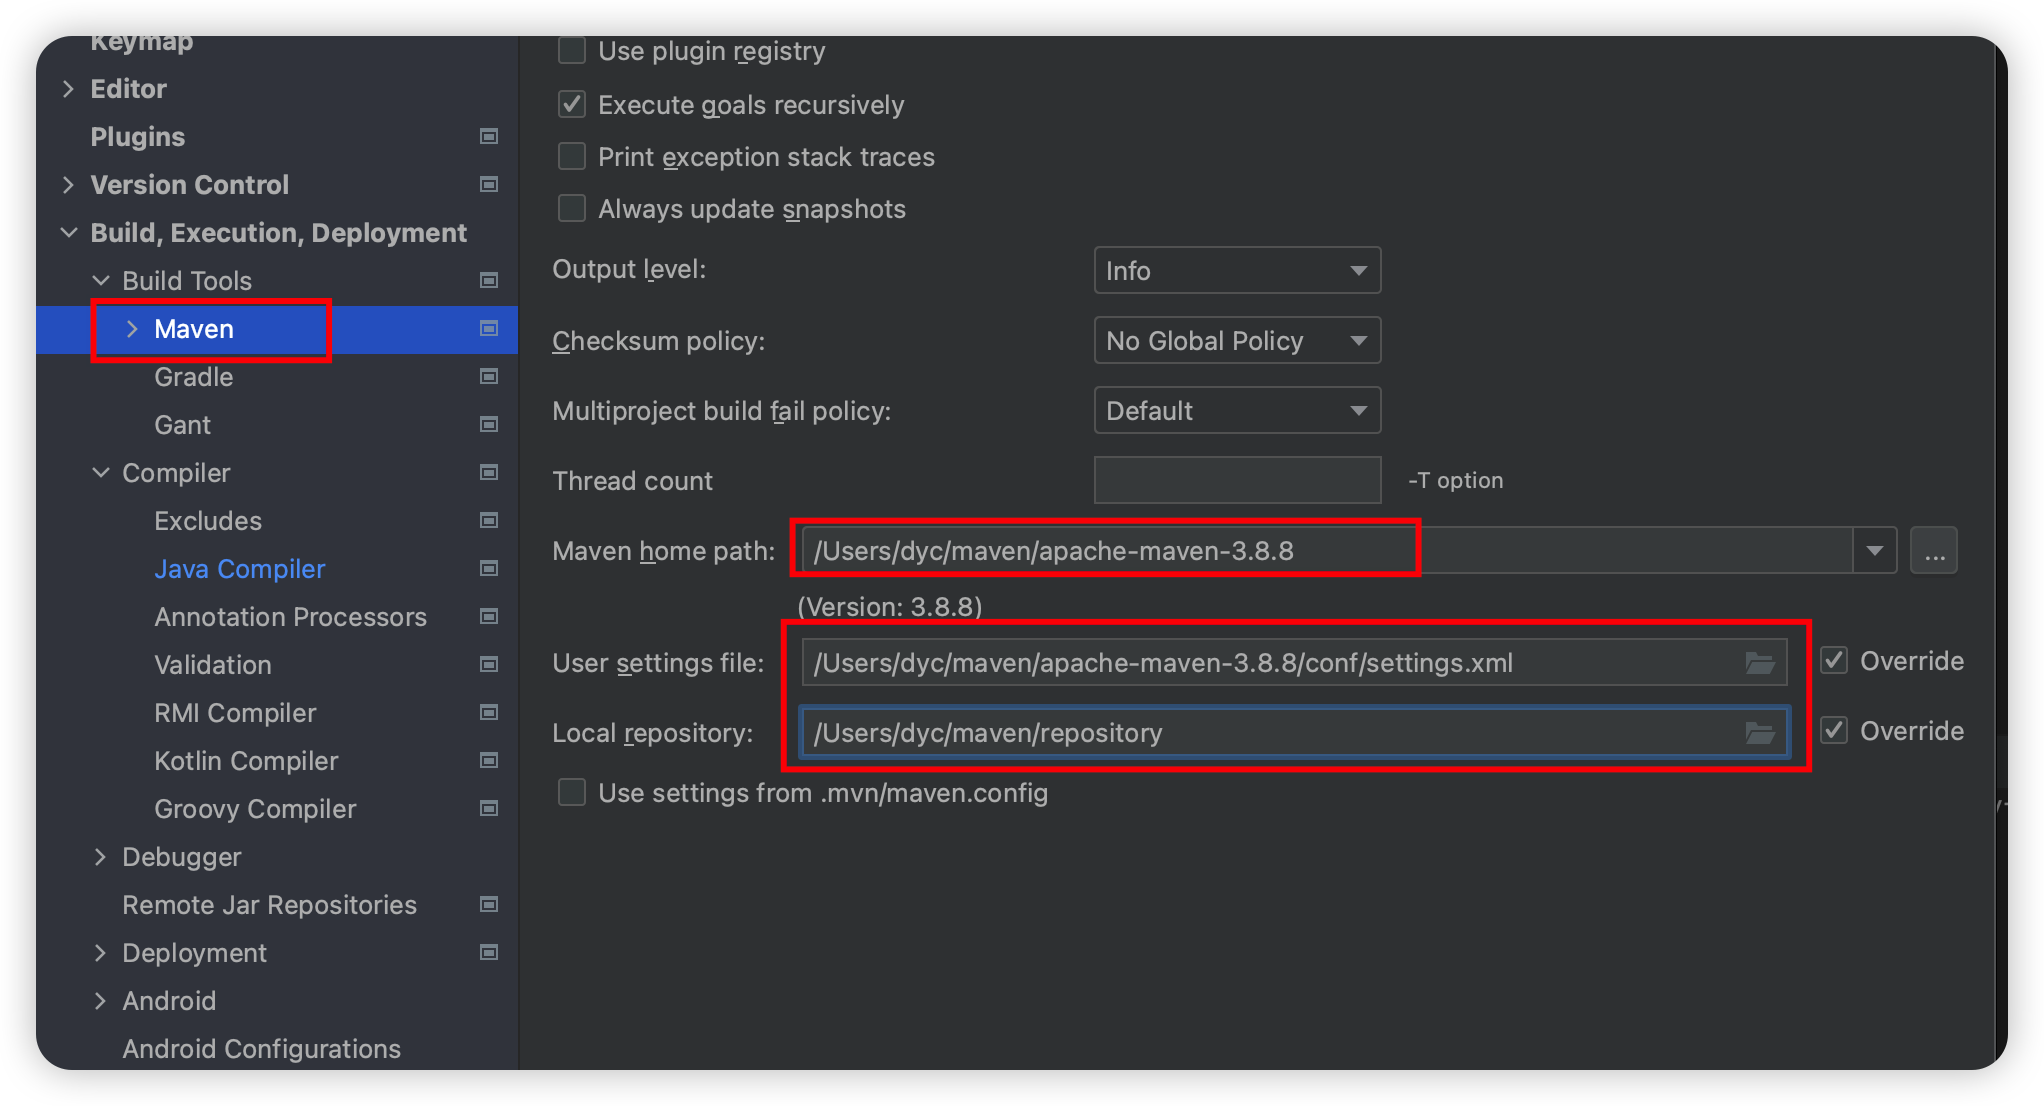 Keymap
Editor
Plugins
Version Control
Build, Execution, Deployment
Build Tools
Maven
Gradle
Gant
Compiler
Excludes
Java Compiler
Annotation Processors
Validation
RMI Compiler
Kotlin Compiler
Groovy Compiler
Debugger
Remote Jar Repositories
Deployment
Android
Android Configurations
Use plugin registry
Execute goals recursively
Print exception stack traces
Always update snapshots
Output level: Info
Checksum policy: No Global Policy
Multiproject build fail policy: Default
Thread count -T option
Maven home path: /Users/dyc/maven/apache-maven-3.8.8 ...
(Version: 3.8.8)
User settings file: /Users/dyc/maven/apache-maven-3.8.8/conf/settings.xml Override
Local repository: /Users/dyc/maven/repository Override
Use settings from .mvn/maven.config